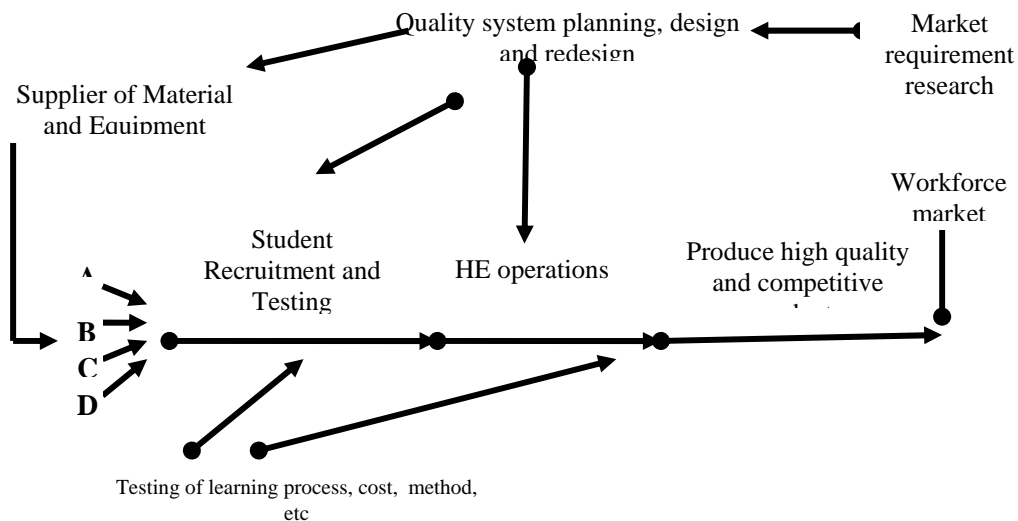 Quality system planning, design
and redesign
Market
requirement
research
Supplier of Material
and Equipment
Workforce
market
Student
Recruitment and
Testing
HE operations
Produce high quality
and competitive
A
B
C
D
Testing of learning process, cost, method,
etc